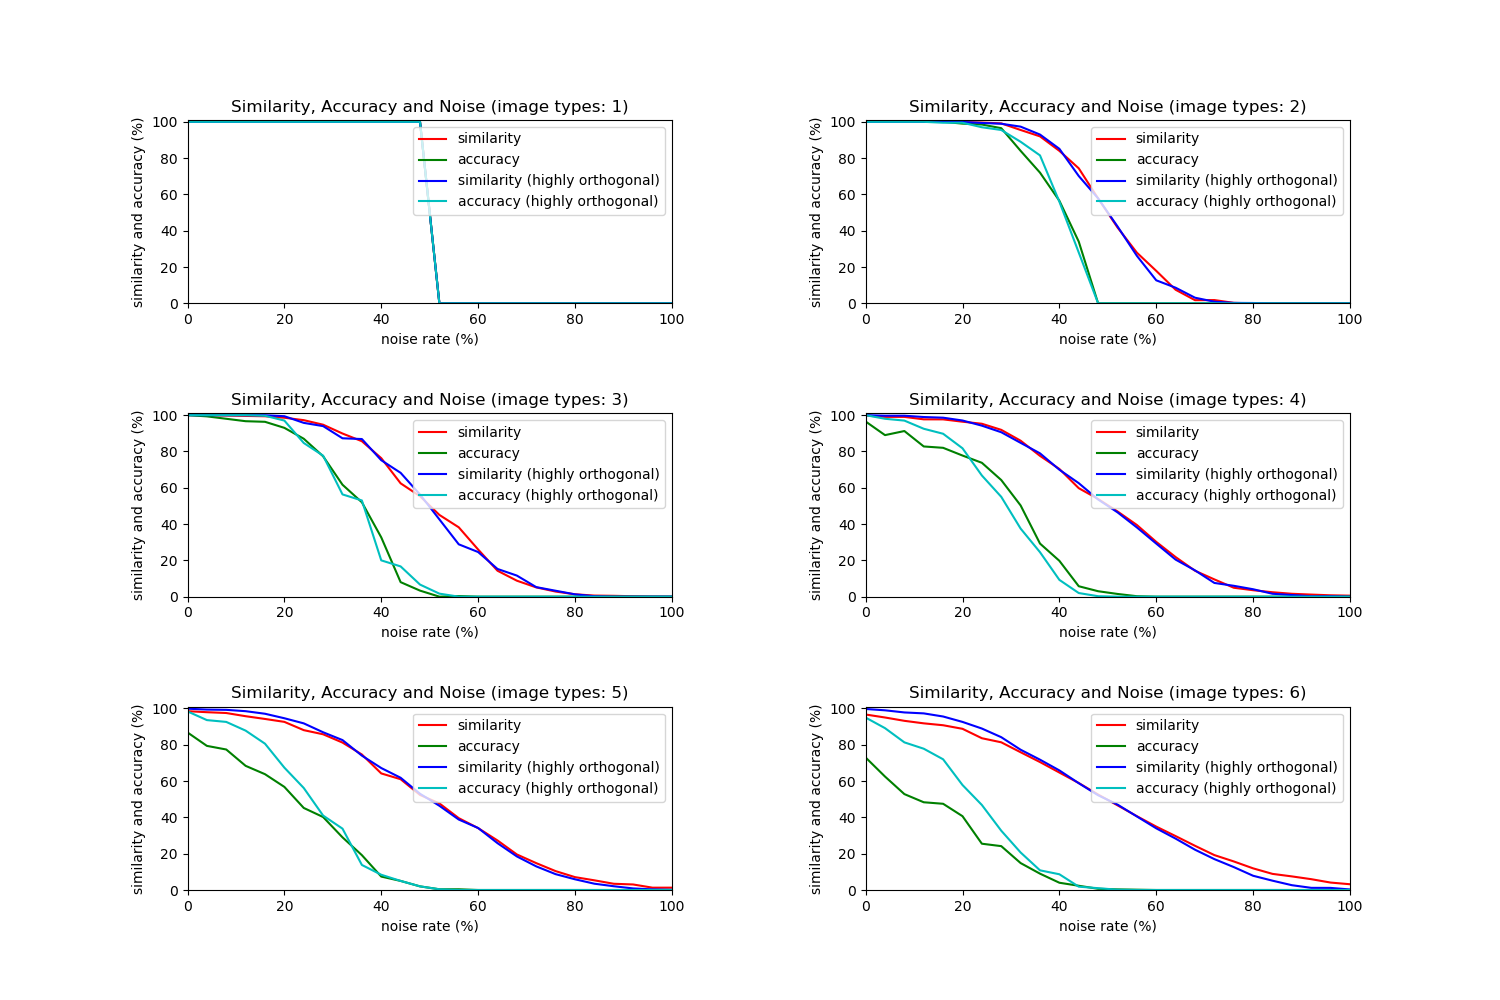 Similarity, Accuracy and Noise (image types: 1)
similarity and accuracy (%)
100
80
60
40
20
0
similarity
accuracy
similarity (highly orthogonal)
accuracy (highly orthogonal)
0 20 40 60 80 100
noise rate (%)
Similarity, Accuracy and Noise (image types: 2)
similarity and accuracy (%)
100
80
60
40
20
0
similarity
accuracy
similarity (highly orthogonal)
accuracy (highly orthogonal)
0 20 40 60 80 100
noise rate (%)
Similarity, Accuracy and Noise (image types: 3)
similarity and accuracy (%)
100
80
60
40
20
0
similarity
accuracy
similarity (highly orthogonal)
accuracy (highly orthogonal)
0 20 40 60 80 100
noise rate (%)
Similarity, Accuracy and Noise (image types: 4)
similarity and accuracy (%)
100
80
60
40
20
0
similarity
accuracy
similarity (highly orthogonal)
accuracy (highly orthogonal)
0 20 40 60 80 100
noise rate (%)
Similarity, Accuracy and Noise (image types: 5)
similarity and accuracy (%)
100
80
60
40
20
0
similarity
accuracy
similarity (highly orthogonal)
accuracy (highly orthogonal)
0 20 40 60 80 100
noise rate (%)
Similarity, Accuracy and Noise (image types: 6)
similarity and accuracy (%)
100
80
60
40
20
0
similarity
accuracy
similarity (highly orthogonal)
accuracy (highly orthogonal)
0 20 40 60 80 100
noise rate (%)